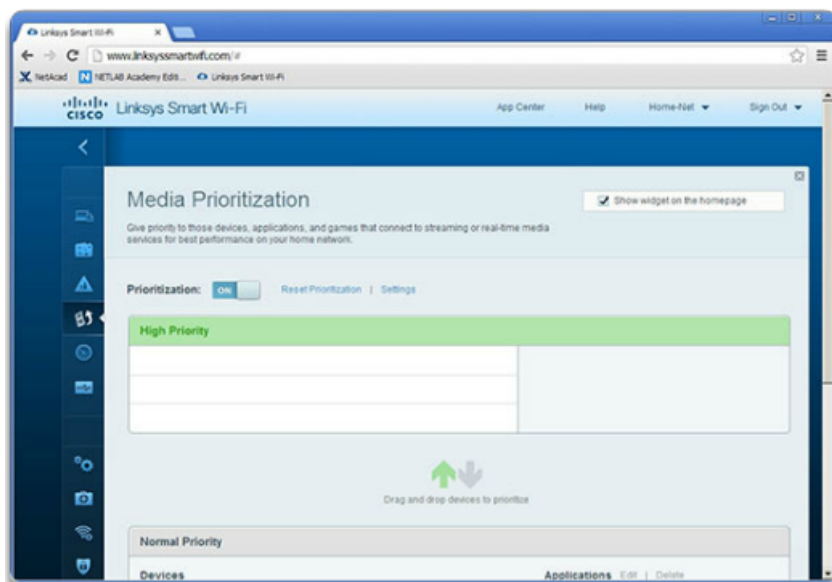 Linksys Smart Wi-Fi
www.linksyssmartwifi.com/#
NetAcad NETLAB Academy Editi... Linksys Smart Wi-Fi
CISCO Linksys Smart Wi-Fi App Center Help Home-Net Sign Out
Media Prioritization
Show widget on the homepage
Give priority to those devices, applications, and games that connect to streaming or real-time media
services for best performance on your home network.
Prioritization: ON Reset Prioritization | Settings
High Priority
Drag and drop devices to prioritize
Normal Priority
Devices Applications Edit | Delete